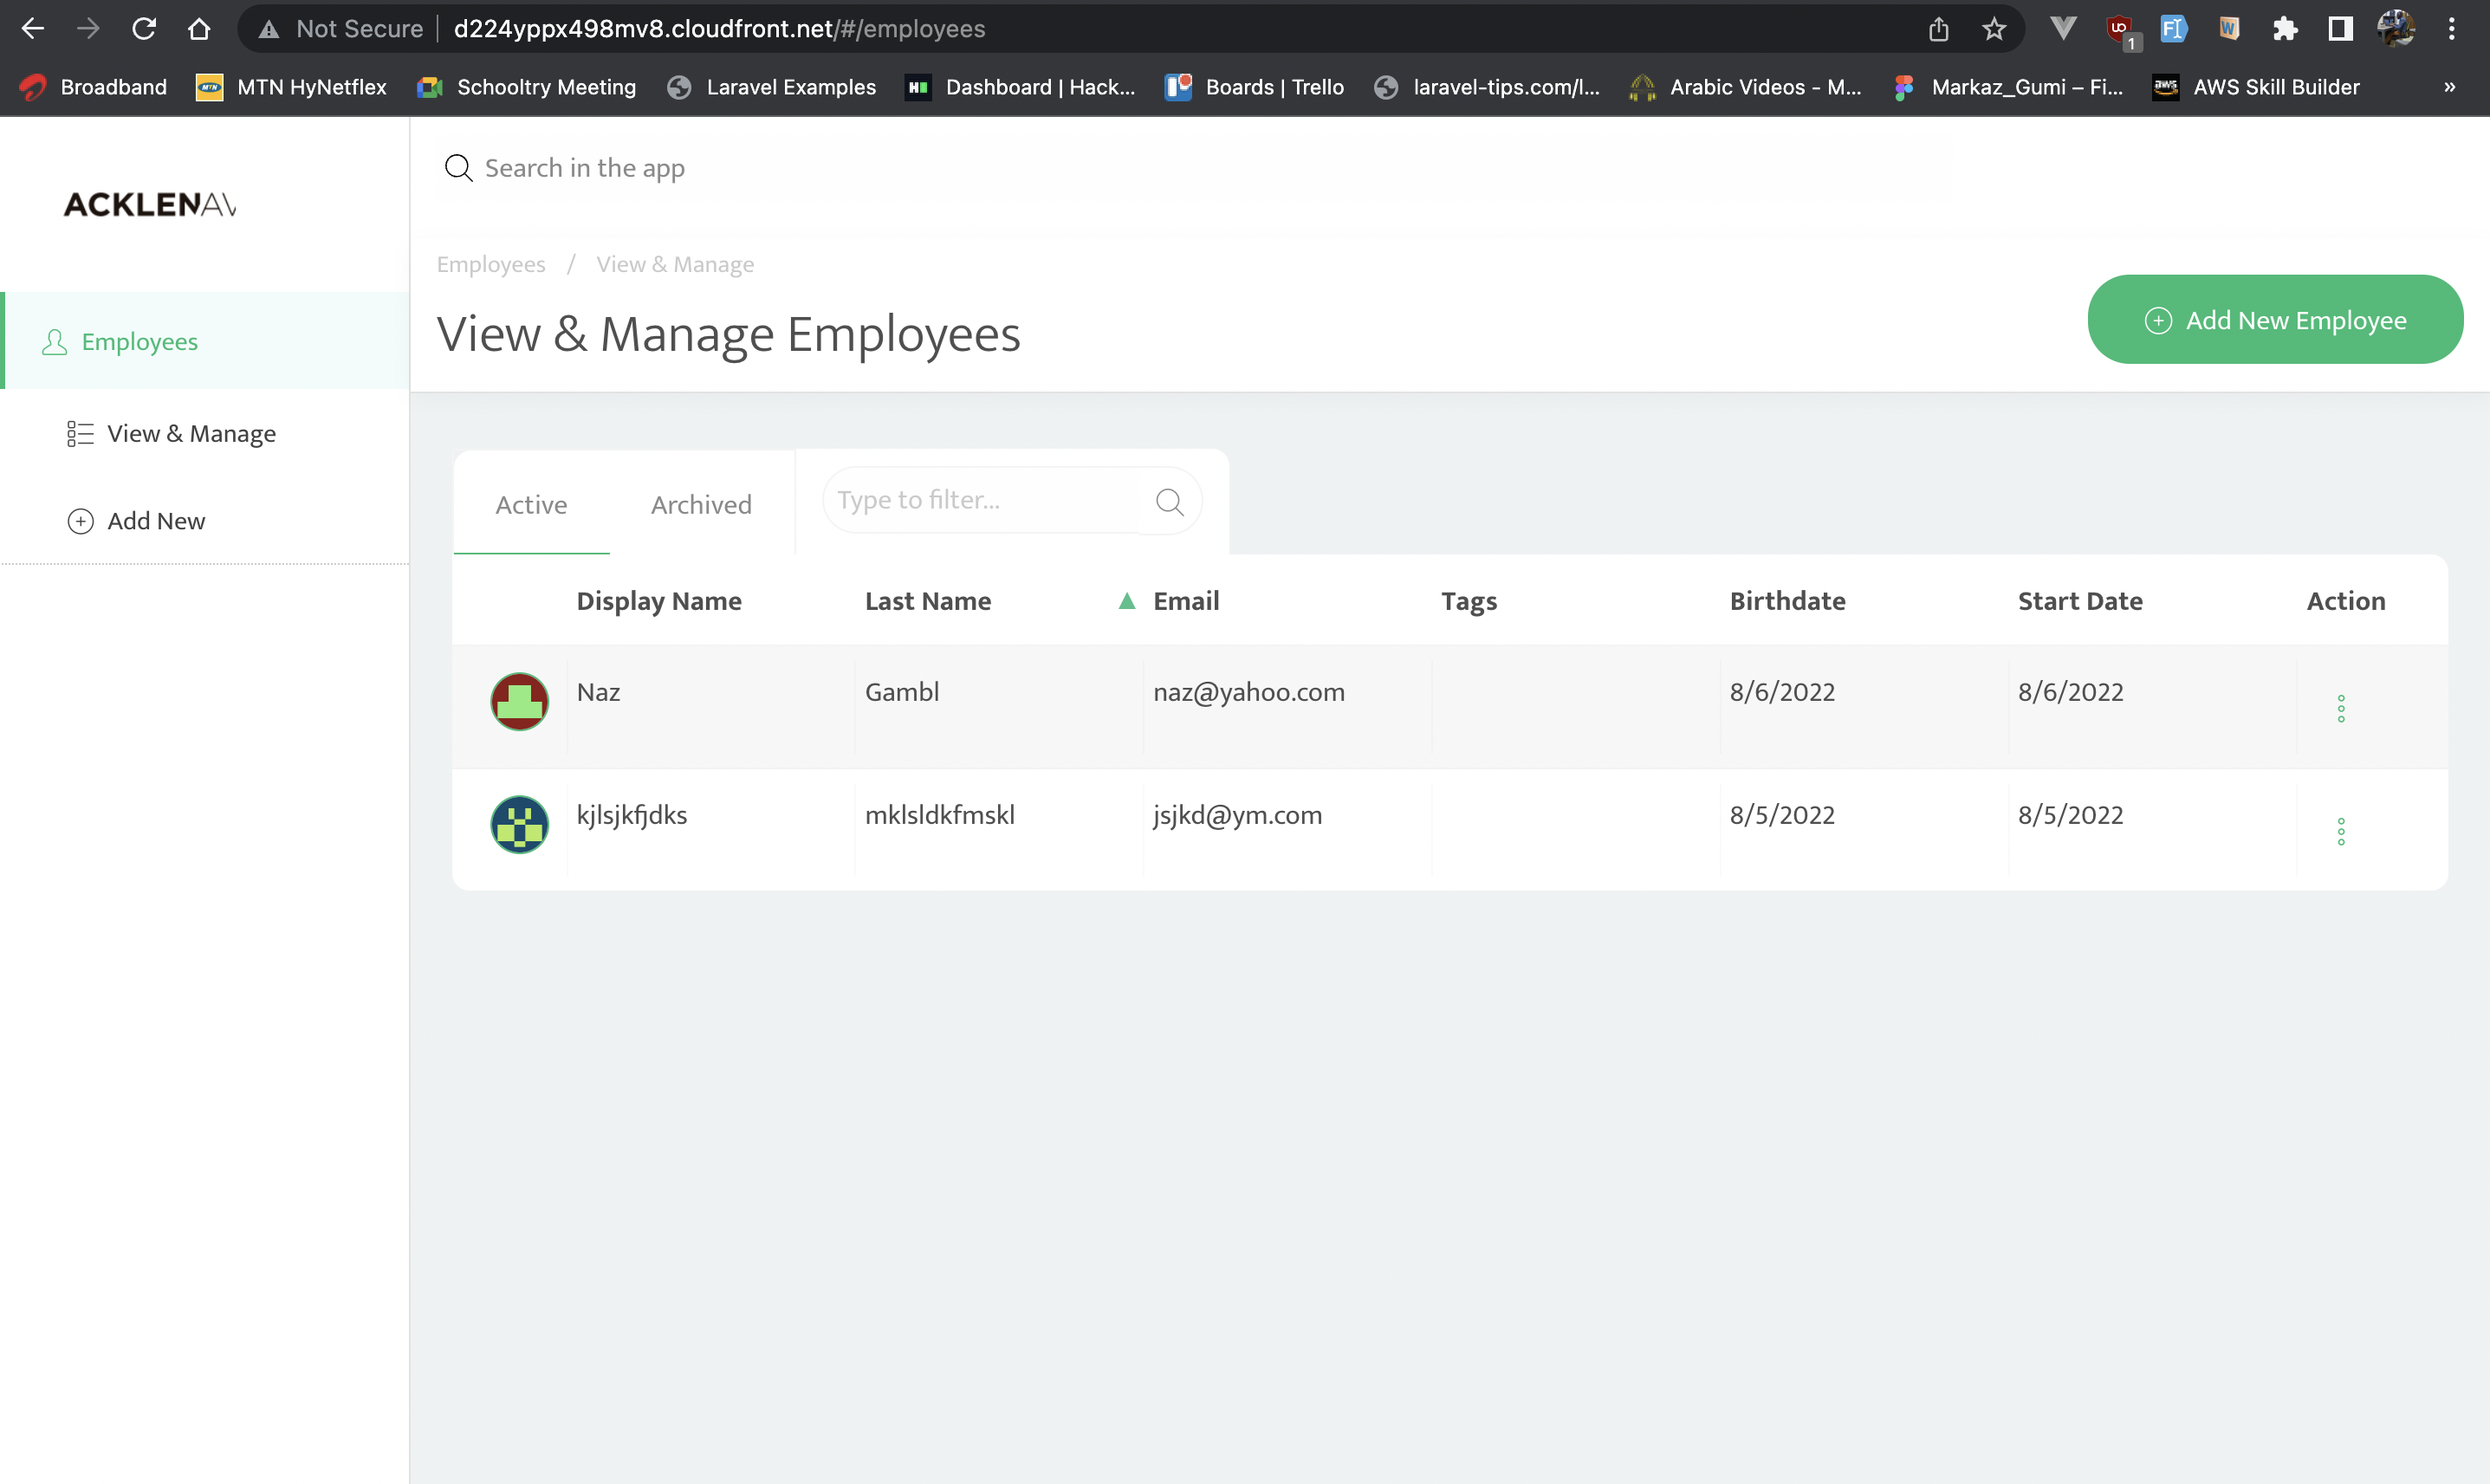 Not Secure | d224yppx498mv8.cloudfront.net/#/employees
1
Broadband MTN HyNetflex Schooltry Meeting Laravel Examples Dashboard | Hack... Boards | Trello laravel-tips.com/l... Arabic Videos - M... Markaz_Gumi – Fi... AWS Skill Builder »
ACKLENAV
Employees
View & Manage
Add New
Search in the app
Employees / View & Manage
View & Manage Employees
Add New Employee
Active Archived Type to filter...
Display Name Last Name Email Tags Birthdate Start Date Action
Naz Gambl naz@yahoo.com 8/6/2022 8/6/2022
kjlsjkfjdks mklsldkfmskl jsjkd@ym.com 8/5/2022 8/5/2022